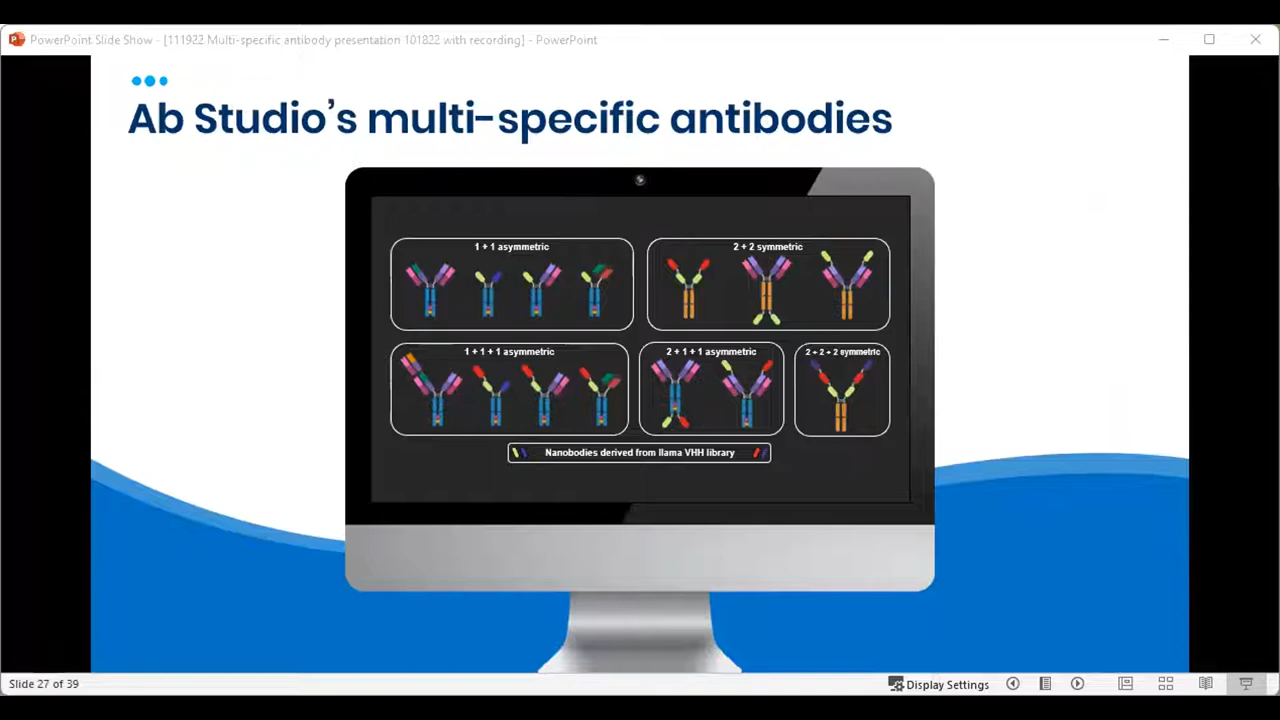 PowerPoint Slide Show - [111922 Multi-specific antibody presentation 101822 with recording] - PowerPoint
Ab Studio's multi-specific antibodies
1 + 1 asymmetric
2 + 2 symmetric
1 + 1 + 1 asymmetric
2 + 1 + 1 asymmetric
2 + 2 + 2 symmetric
Nanobodies derived from llama VHH library
Slide 27 of 39
Display Settings